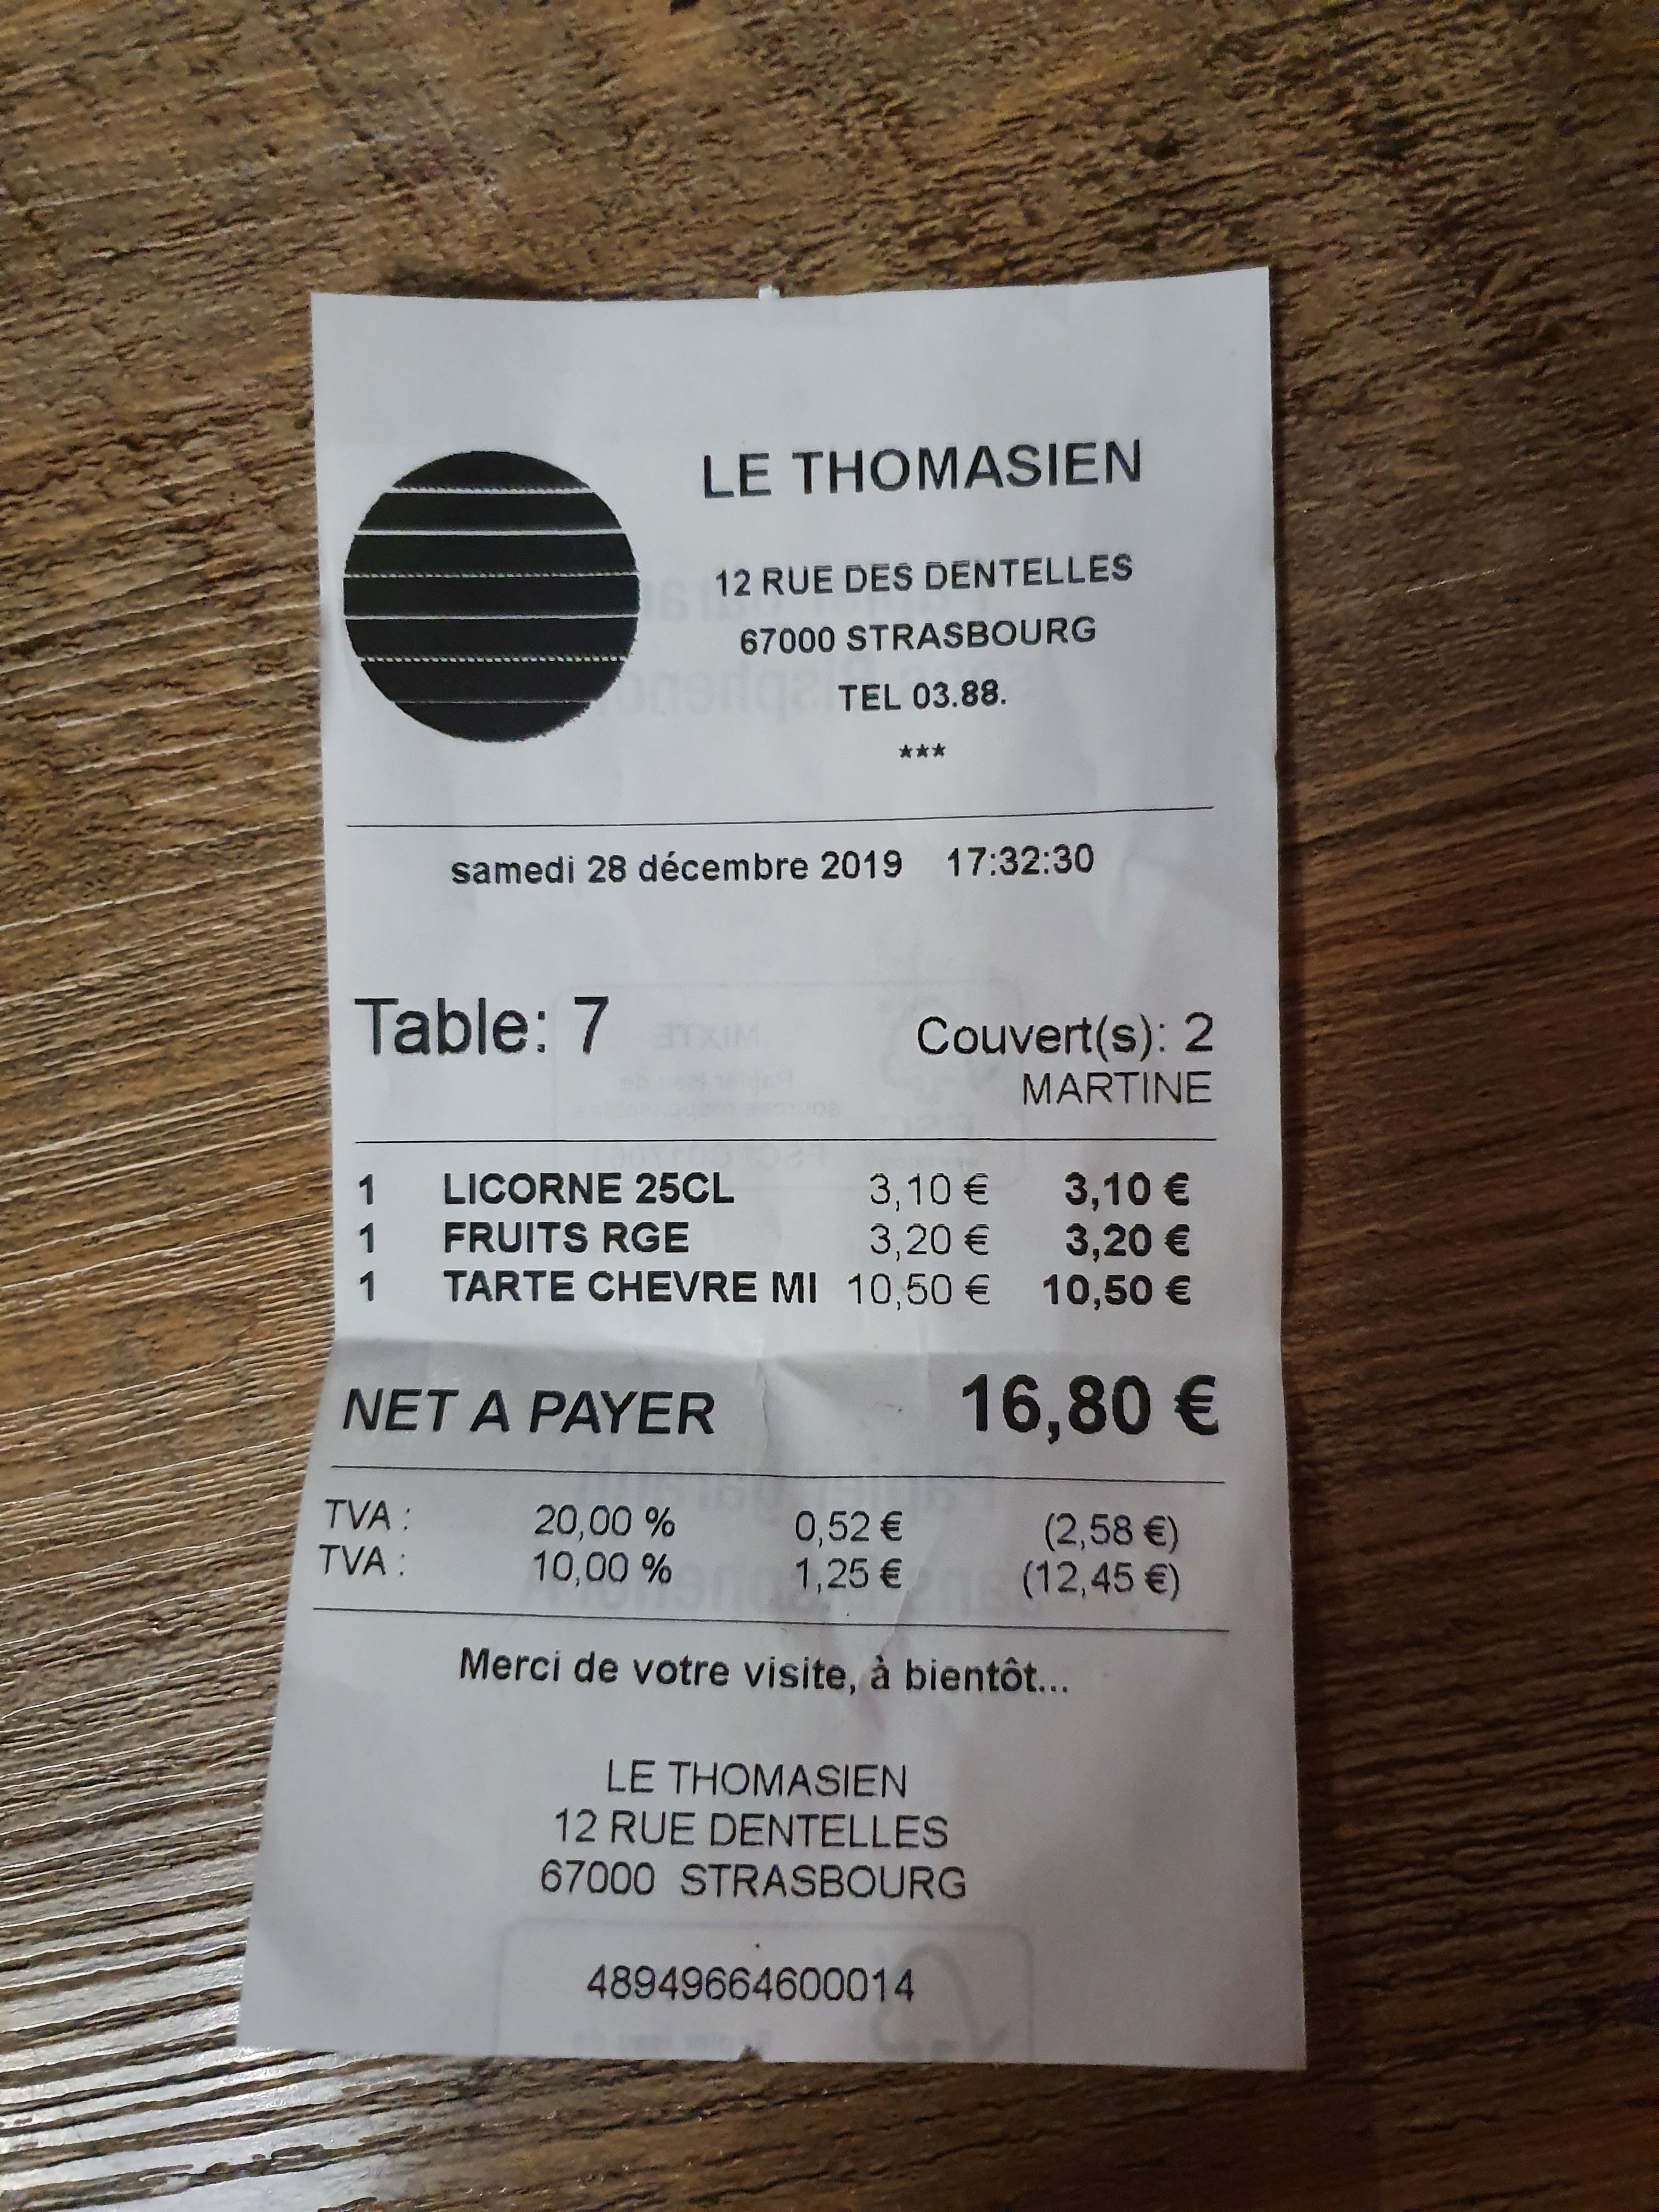 LE THOMASIEN
12 RUE DES DENTELLES
67000 STRASBOURG
TEL 03.88.
***
samedi 28 décembre 2019 17:32:30
Table: 7 Couvert(s): 2
MARTINE
1 LICORNE 25CL 3,10 € 3,10 €
1 FRUITS RGE 3,20 € 3,20 €
1 TARTE CHEVRE MI 10,50 € 10,50 €
NET A PAYER 16,80 €
TVA : 20,00 % 0,52 € (2,58 €)
TVA : 10,00 % 1,25 € (12,45 €)
Merci de votre visite, à bientôt...
LE THOMASIEN
12 RUE DENTELLES
67000 STRASBOURG
48949664600014